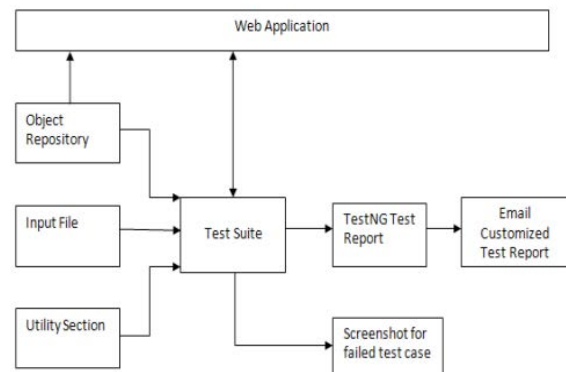 Web Application
Object
Repository
Input File
Test Suite
TestNG Test
Report
Email
Customized
Test Report
Utility Section
Screenshot for
failed test case